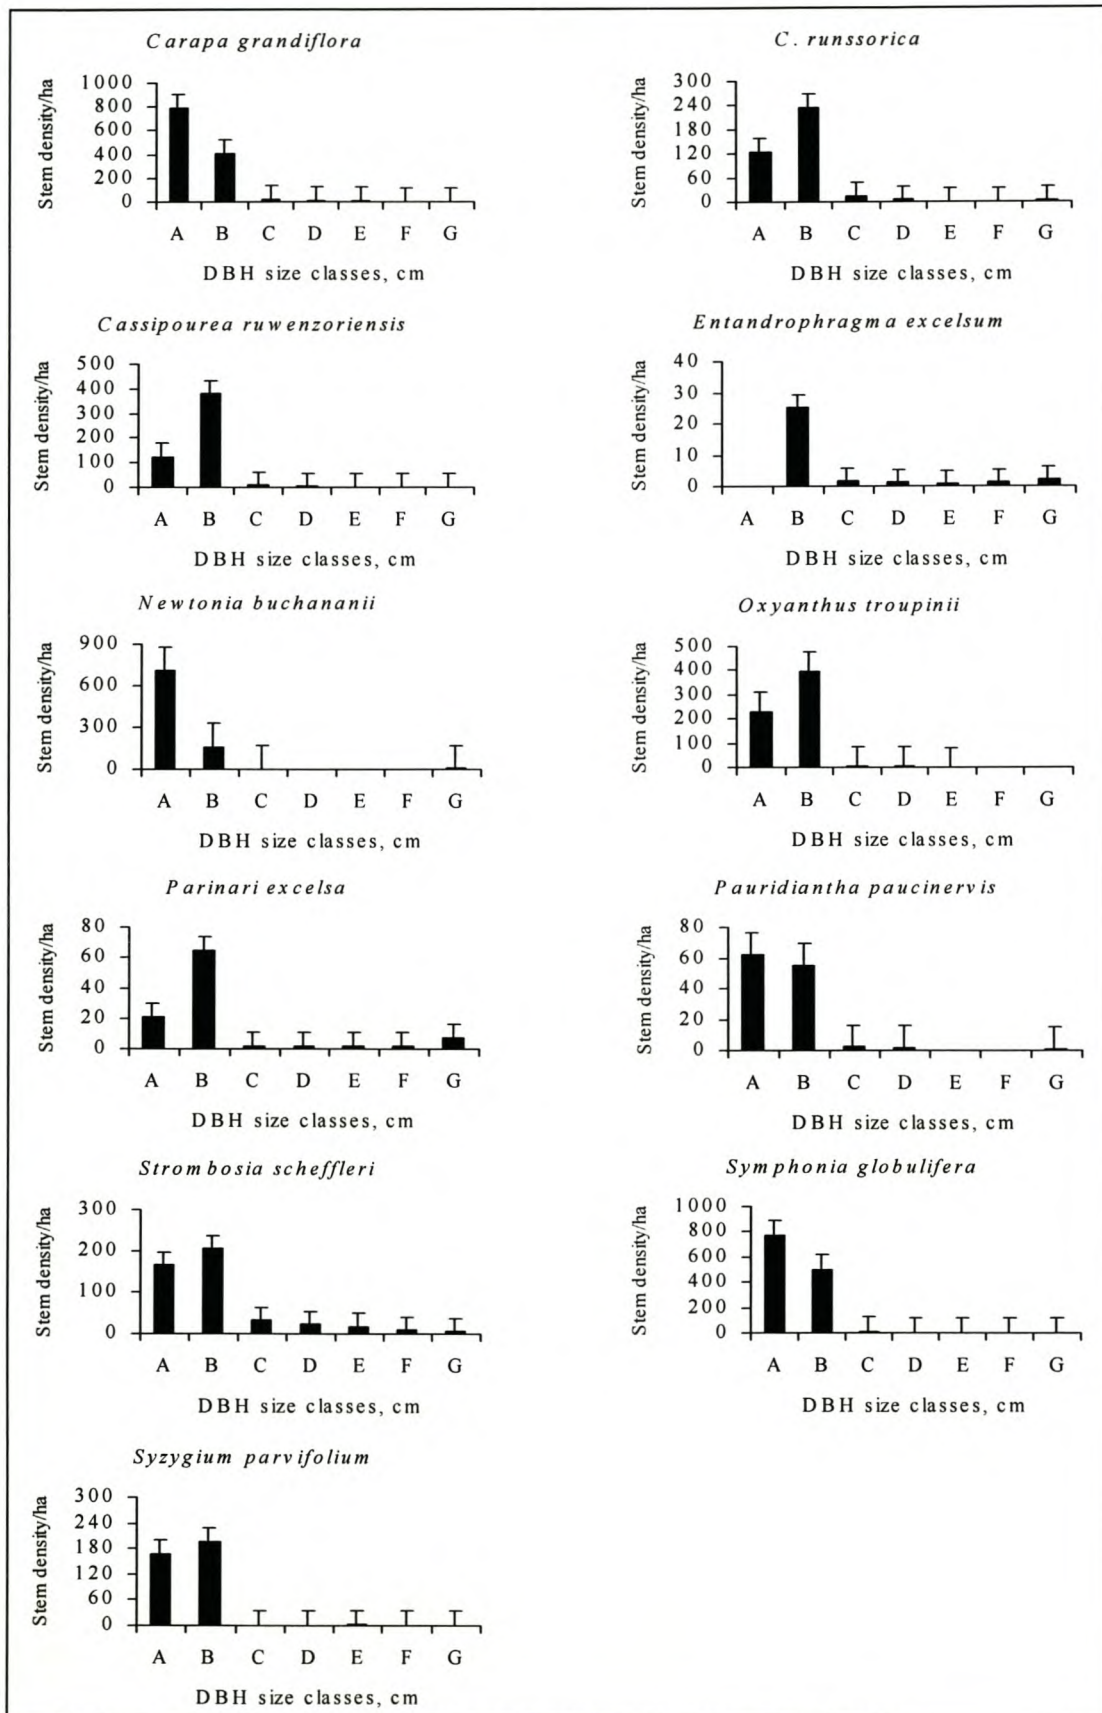 Carapa grandiflora
Stem density/ha
1000
800
600
400
200
0
A B C D E F G
DBH size classes, cm
C. runssorica
Stem density/ha
300
240
180
120
60
0
A B C D E F G
DBH size classes, cm
Cassipourea ruwenzoriensis
Stem density/ha
500
400
300
200
100
0
A B C D E F G
DBH size classes, cm
Entandrophragma excelsum
Stem density/ha
40
30
20
10
0
A B C D E F G
DBH size classes, cm
Newtonia buchananii
Stem density/ha
900
600
300
0
A B C D E F G
DBH size classes, cm
Oxyanthus troupinii
Stem density/ha
500
400
300
200
100
0
A B C D E F G
DBH size classes, cm
Parinari excelsa
Stem density/ha
80
60
40
20
0
A B C D E F G
DBH size classes, cm
Pauridiantha paucinervis
Stem density/ha
80
60
40
20
0
A B C D E F G
DBH size classes, cm
Strombosia scheffleri
Stem density/ha
300
200
100
0
A B C D E F G
DBH size classes, cm
Symphonia globulifera
Stem density/ha
1000
800
600
400
200
0
A B C D E F G
DBH size classes, cm
Syzygium parvifolium
Stem density/ha
300
240
180
120
60
0
A B C D E F G
DBH size classes, cm